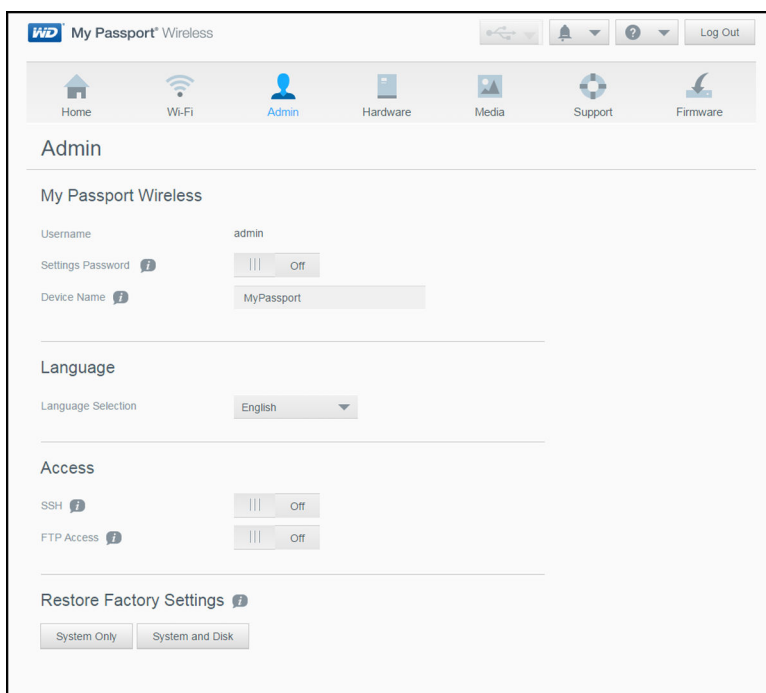 WD My Passport® Wireless
Log Out
Home Wi-Fi Admin Hardware Media Support Firmware
Admin
My Passport Wireless
Username admin
Settings Password i Off
Device Name i MyPassport
Language
Language Selection English
Access
SSH i Off
FTP Access i Off
Restore Factory Settings i
System Only System and Disk